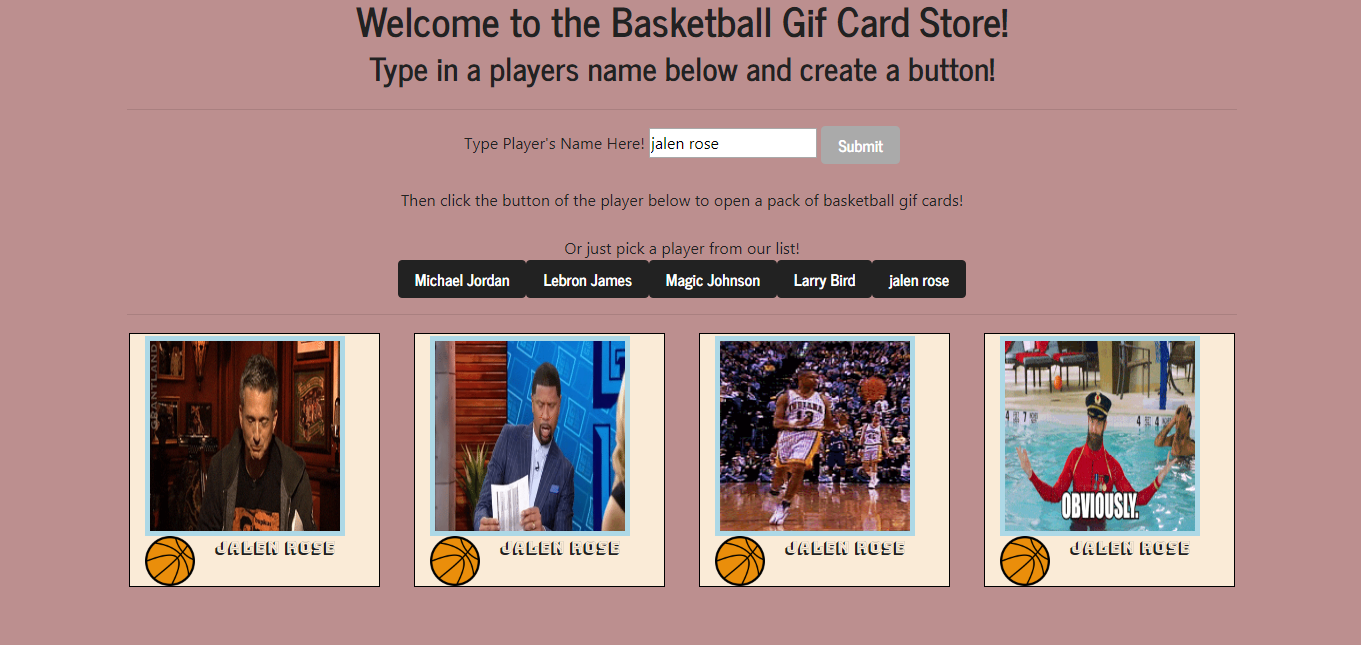 Welcome to the Basketball Gif Card Store!
Type in a players name below and create a button!
Type Player's Name Here! jalen rose Submit
Then click the button of the player below to open a pack of basketball gif cards!
Or just pick a player from our list!
Michael Jordan Lebron James Magic Johnson Larry Bird jalen rose
INDIANA
OBVIOUSLY.
JALEN ROSE JALEN ROSE JALEN ROSE JALEN ROSE